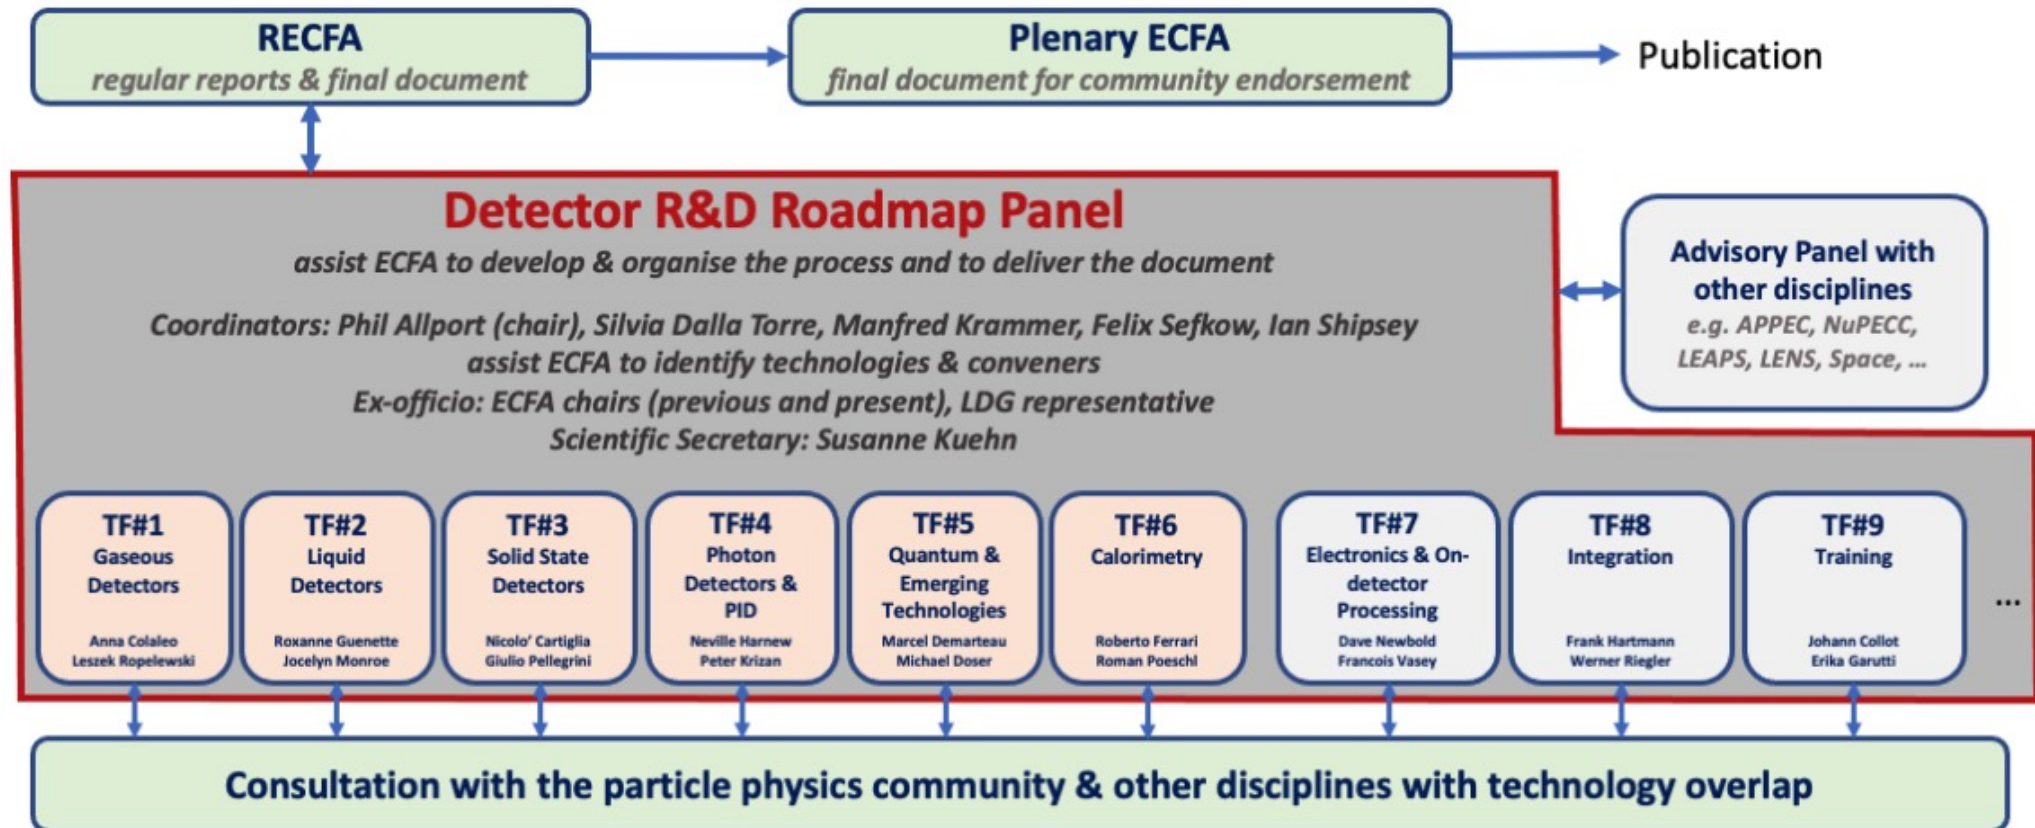 RECFA
regular reports & final document
Plenary ECFA
final document for community endorsement
Publication
Detector R&D Roadmap Panel
assist ECFA to develop & organise the process and to deliver the document
Coordinators: Phil Allport (chair), Silvia Dalla Torre, Manfred Krammer, Felix Sefkow, Ian Shipsey
assist ECFA to identify technologies & conveners
Ex-officio: ECFA chairs (previous and present), LDG representative
Scientific Secretary: Susanne Kuehn
Advisory Panel with
other disciplines
e.g. APPEC, NuPECC,
LEAPS, LENS, Space, ...
TF#1
Gaseous
Detectors
Anna Colaleo
Leszek Ropelewski
TF#2
Liquid
Detectors
Roxanne Guenette
Jocelyn Monroe
TF#3
Solid State
Detectors
Nicolo' Cartiglia
Giulio Pellegrini
TF#4
Photon
Detectors &
PID
Neville Harnew
Peter Krizan
TF#5
Quantum &
Emerging
Technologies
Marcel Demarteau
Michael Doser
TF#6
Calorimetry
Roberto Ferrari
Roman Poeschl
TF#7
Electronics & On-
detector
Processing
Dave Newbold
Francois Vasey
TF#8
Integration
Frank Hartmann
Werner Riegler
TF#9
Training
Johann Collot
Erika Garutti
...
Consultation with the particle physics community & other disciplines with technology overlap